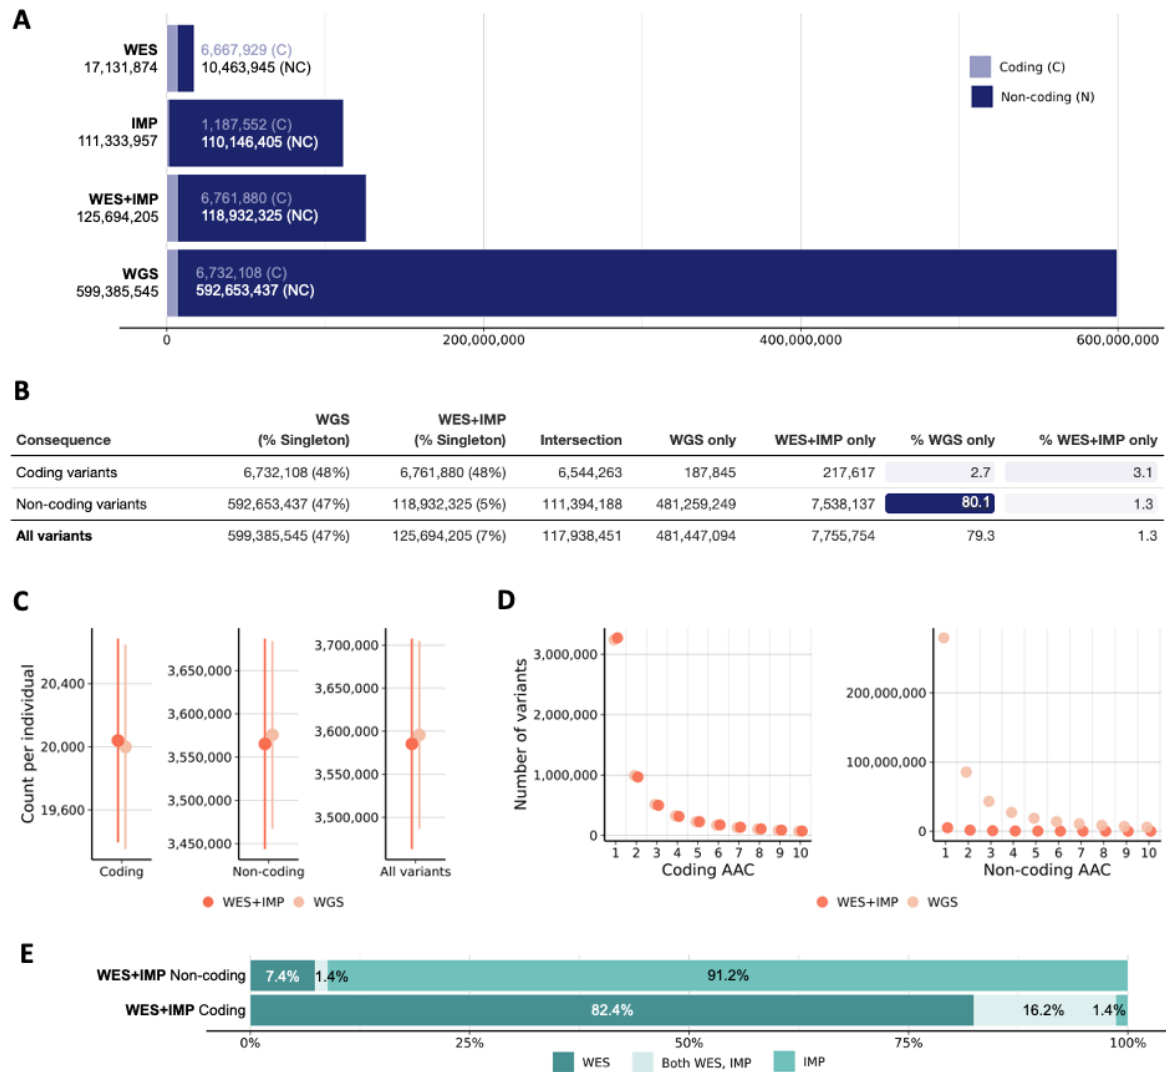 A
WES
17,131,874
6,667,929 (C)
10,463,945 (NC)
IMP
111,333,957
1,187,552 (C)
110,146,405 (NC)
WES+IMP
125,694,205
6,761,880 (C)
118,932,325 (NC)
WGS
599,385,545
6,732,108 (C)
592,653,437 (NC)
Coding (C)
Non-coding (N)
0 200,000,000 400,000,000 600,000,000
B
WGS WES+IMP
Consequence (% Singleton) (% Singleton) Intersection WGS only WES+IMP only % WGS only % WES+IMP only
Coding variants 6,732,108 (48%) 6,761,880 (48%) 6,544,263 187,845 217,617 2.7 3.1
Non-coding variants 592,653,437 (47%) 118,932,325 (5%) 111,394,188 481,259,249 7,538,137 80.1 1.3
All variants 599,385,545 (47%) 125,694,205 (7%) 117,938,451 481,447,094 7,755,754 79.3 1.3
C
Count per individual
20,400
20,000
19,600
Coding
3,650,000
3,600,000
3,550,000
3,500,000
3,450,000
Non-coding
3,700,000
3,650,000
3,600,000
3,550,000
3,500,000
All variants
WES+IMP WGS
D
Number of variants
3,000,000
2,000,000
1,000,000
0
1 2 3 4 5 6 7 8 9 10
Coding AAC
200,000,000
100,000,000
0
1 2 3 4 5 6 7 8 9 10
Non-coding AAC
WES+IMP WGS
E
WES+IMP Non-coding 7.4% 1.4% 91.2%
WES+IMP Coding 82.4% 16.2% 1.4%
0% 25% 50% 75% 100%
WES Both WES, IMP IMP